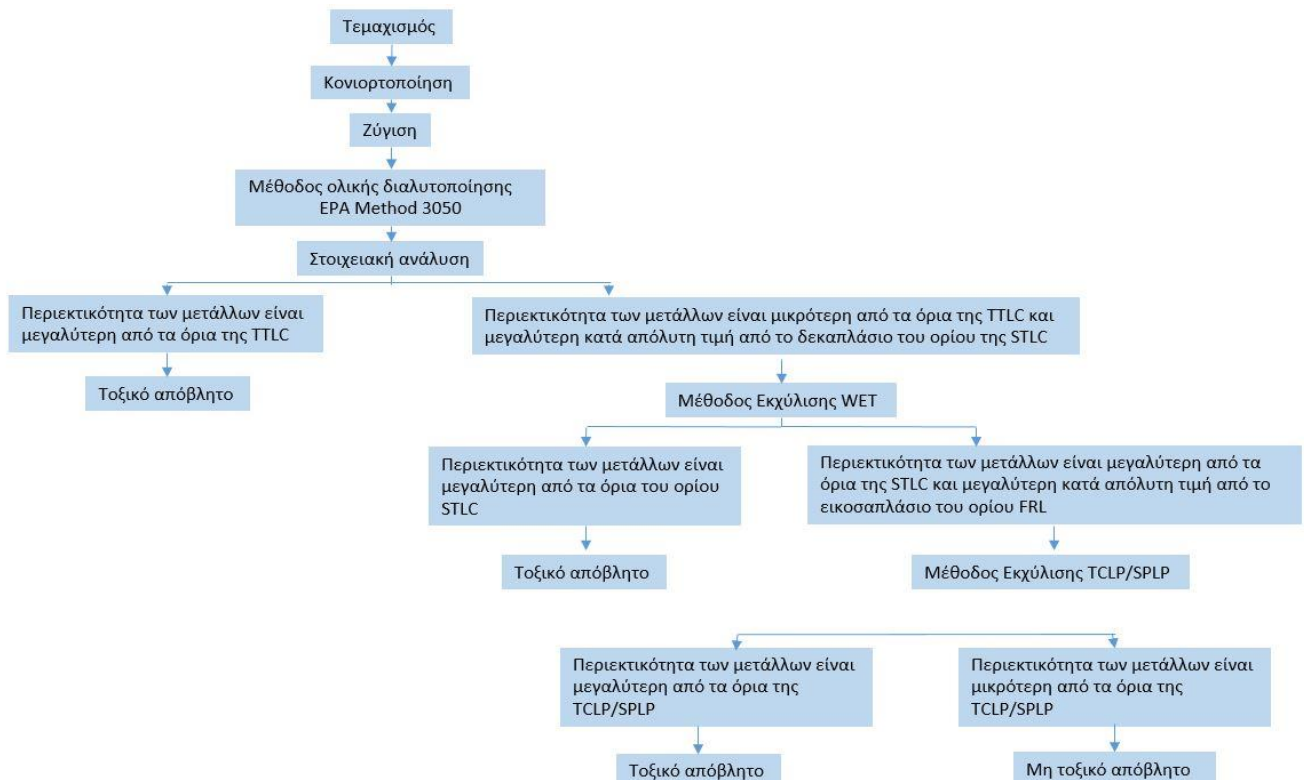 Τεμαχισμός
Κονιορτοποίηση
Ζύγιση
Μέθοδος ολικής διαλυτοποίησης
EPA Method 3050
Στοιχειακή ανάλυση
Περιεκτικότητα των μετάλλων είναι
μεγαλύτερη από τα όρια της TTLC
Περιεκτικότητα των μετάλλων είναι μικρότερη από τα όρια της TTLC και
μεγαλύτερη κατά απόλυτη τιμή από το δεκαπλάσιο του ορίου της STLC
Τοξικό απόβλητο
Μέθοδος Εκχύλισης WET
Περιεκτικότητα των μετάλλων είναι
μεγαλύτερη από τα όρια του ορίου
STLC
Περιεκτικότητα των μετάλλων είναι μεγαλύτερη από τα
όρια της STLC και μεγαλύτερη κατά απόλυτη τιμή από το
εικοσαπλάσιο του ορίου FRL
Τοξικό απόβλητο
Μέθοδος Εκχύλισης TCLP/SPLP
Περιεκτικότητα των μετάλλων είναι
μεγαλύτερη από τα όρια της
TCLP/SPLP
Περιεκτικότητα των μετάλλων είναι
μικρότερη από τα όρια της
TCLP/SPLP
Τοξικό απόβλητο
Μη τοξικό απόβλητο